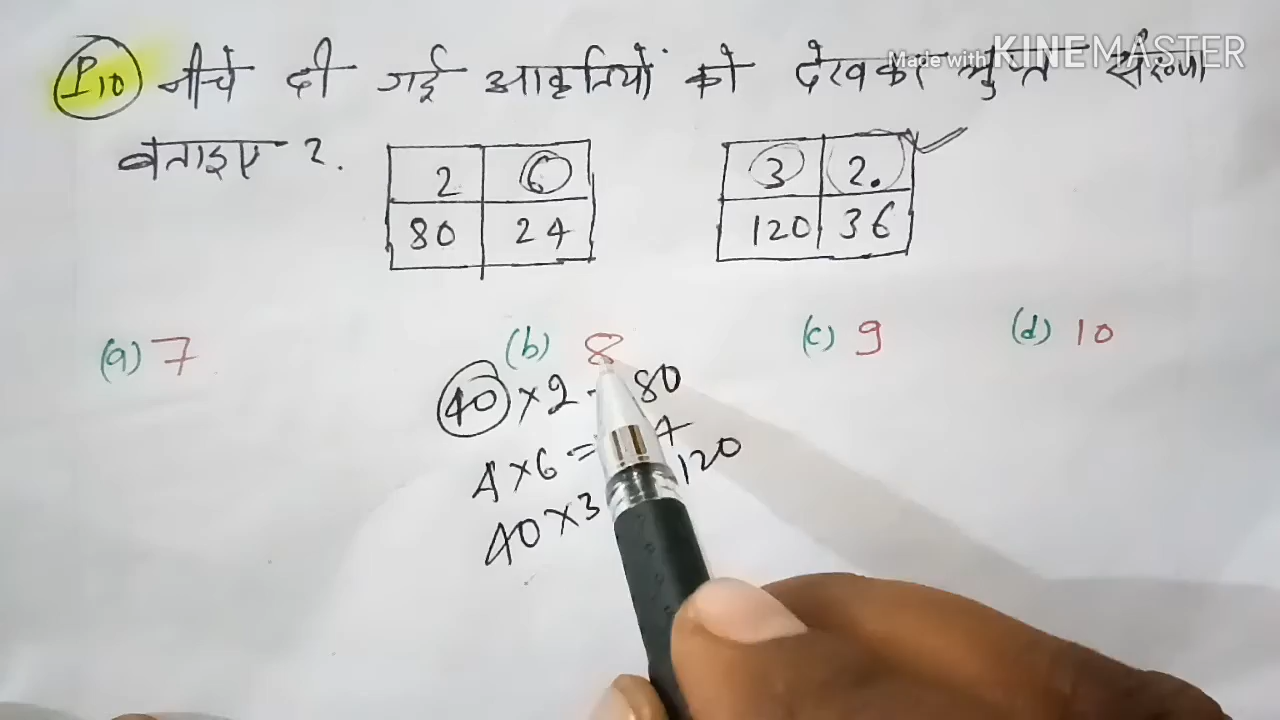 P10 नीचे दी गई आकृतियों को देखकर लुप्त संख्या
Made with KINEMASTER
बताइए ?.
2 6
80 24
3 2.
120 36
(a) 7 (b) 8 (c) 9 (d) 10
40 × 2 80
4 × 6 = 4
40 × 3 120